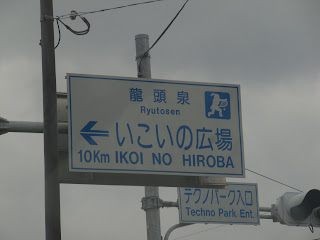 龍頭泉
Ryutosen
いこいの広場
10Km IKOI NO HIROBA
テクノパーク入口
Techno Park Ent.